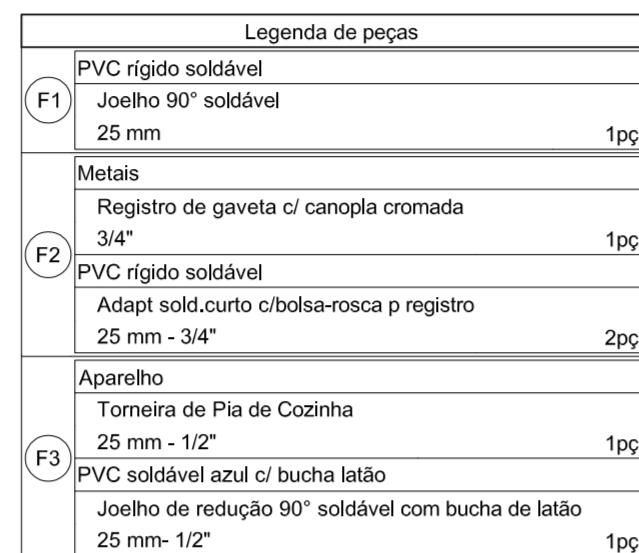 Legenda de peças
F1
PVC rígido soldável
Joelho 90° soldável
25 mm 1pç
F2
Metais
Registro de gaveta c/ canopla cromada
3/4" 1pç
PVC rígido soldável
Adapt sold.curto c/bolsa-rosca p registro
25 mm - 3/4" 2pç
F3
Aparelho
Torneira de Pia de Cozinha
25 mm - 1/2" 1pç
PVC soldável azul c/ bucha latão
Joelho de redução 90° soldável com bucha de latão
25 mm- 1/2" 1pç